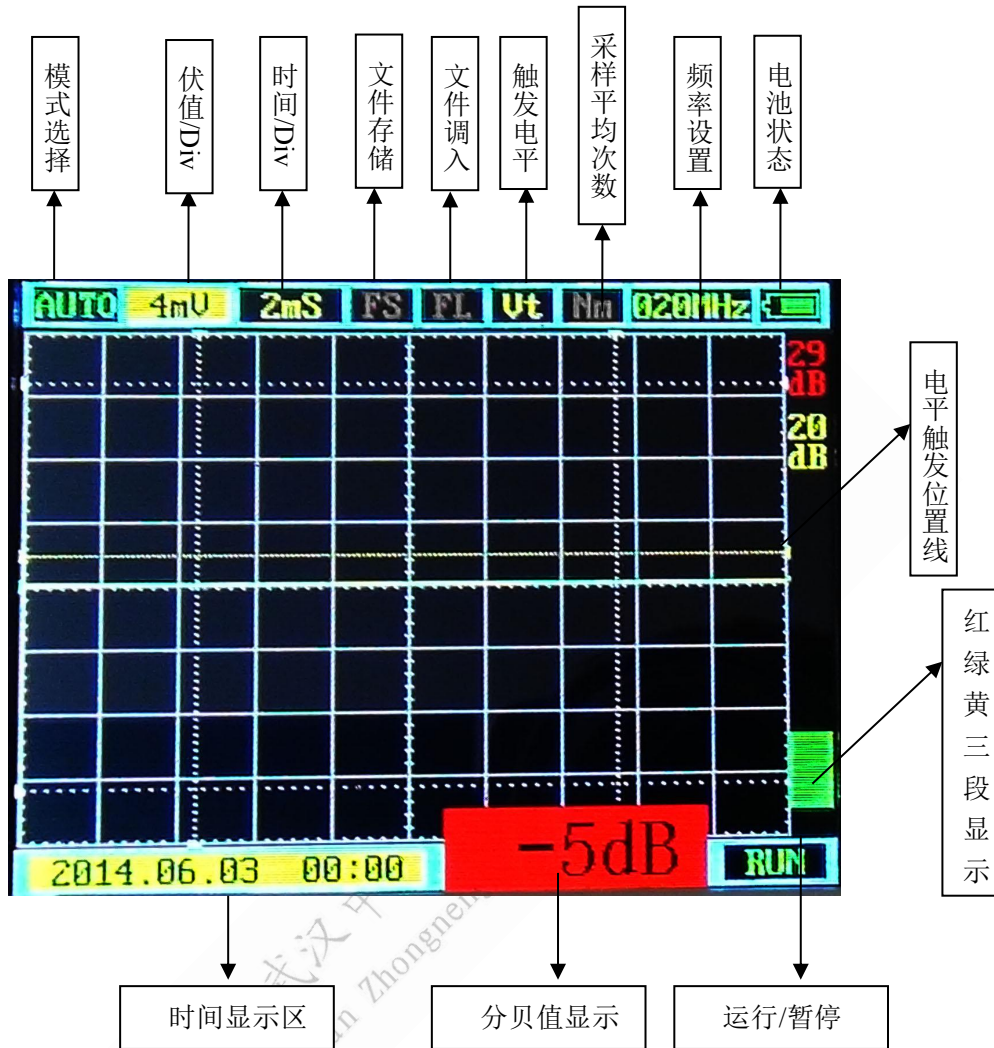 模式选择
伏值/Div
时间/Div
文件存储
文件调入
触发电平
采样平均次数
频率设置
电池状态
AUTO 4mV 2mS FS FL Vt Nm 020MHz
29
dB
20
dB
电平触发位置线
红绿黄三段显示
2014.06.03 00:00
-5dB
RUN
武汉中
Zhongneng
时间显示区
分贝值显示
运行/暂停